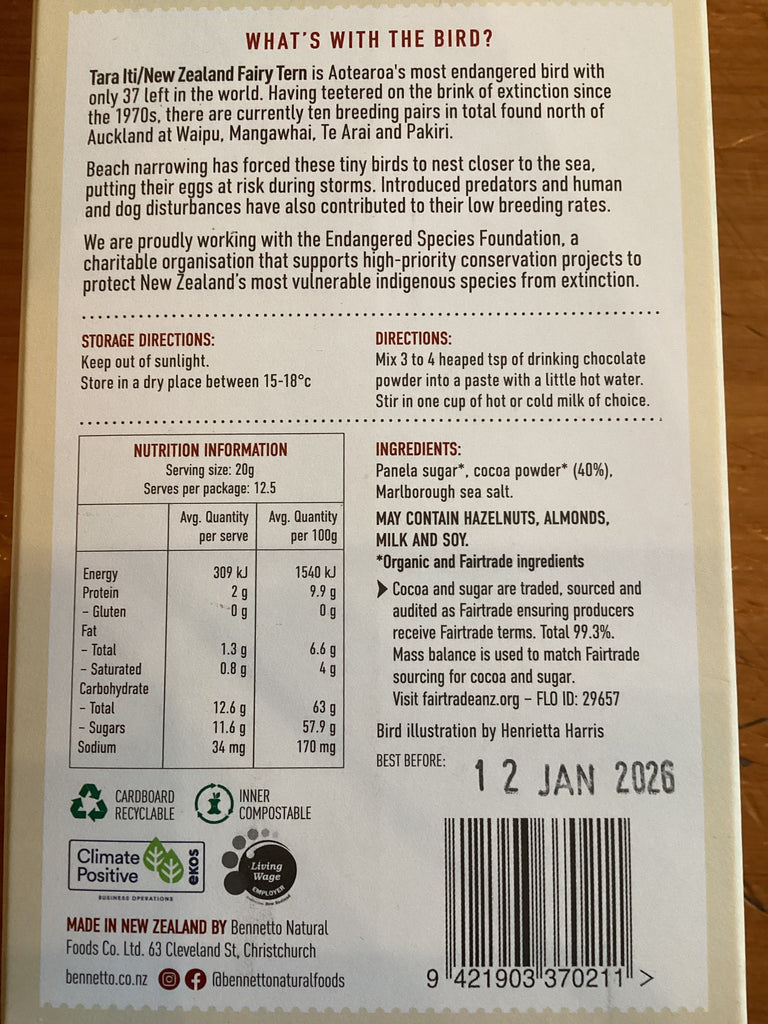 WHAT'S WITH THE BIRD?
Tara Iti/New Zealand Fairy Tern is Aotearoa's most endangered bird with
only 37 left in the world. Having teetered on the brink of extinction since
the 1970s, there are currently ten breeding pairs in total found north of
Auckland at Waipu, Mangawhai, Te Arai and Pakiri.
Beach narrowing has forced these tiny birds to nest closer to the sea,
putting their eggs at risk during storms. Introduced predators and human
and dog disturbances have also contributed to their low breeding rates.
We are proudly working with the Endangered Species Foundation, a
charitable organisation that supports high-priority conservation projects to
protect New Zealand's most vulnerable indigenous species from extinction.
STORAGE DIRECTIONS:
Keep out of sunlight.
Store in a dry place between 15-18°c
DIRECTIONS:
Mix 3 to 4 heaped tsp of drinking chocolate
powder into a paste with a little hot water.
Stir in one cup of hot or cold milk of choice.
NUTRITION INFORMATION
Serving size: 20g
Serves per package: 12.5
Avg. Quantity per serve Avg. Quantity per 100g
Energy 309 kJ 1540 kJ
Protein 2 g 9.9 g
– Gluten 0 g 0 g
Fat
– Total 1.3 g 6.6 g
– Saturated 0.8 g 4 g
Carbohydrate
– Total 12.6 g 63 g
– Sugars 11.6 g 57.9 g
Sodium 34 mg 170 mg
INGREDIENTS:
Panela sugar*, cocoa powder* (40%),
Marlborough sea salt.
MAY CONTAIN HAZELNUTS, ALMONDS,
MILK AND SOY.
*Organic and Fairtrade ingredients
Cocoa and sugar are traded, sourced and
audited as Fairtrade ensuring producers
receive Fairtrade terms. Total 99.3%.
Mass balance is used to match Fairtrade
sourcing for cocoa and sugar.
Visit fairtradeanz.org – FLO ID: 29657
Bird illustration by Henrietta Harris
BEST BEFORE: 12 JAN 2026
CARDBOARD
RECYCLABLE
INNER
COMPOSTABLE
Climate
Positive
ekos
BUSINESS OPERATIONS
Living
Wage
EMPLOYER
MADE IN NEW ZEALAND BY Bennetto Natural
Foods Co. Ltd. 63 Cleveland St, Christchurch
bennetto.co.nz @bennettonaturalfoods
9 421903 370211 >